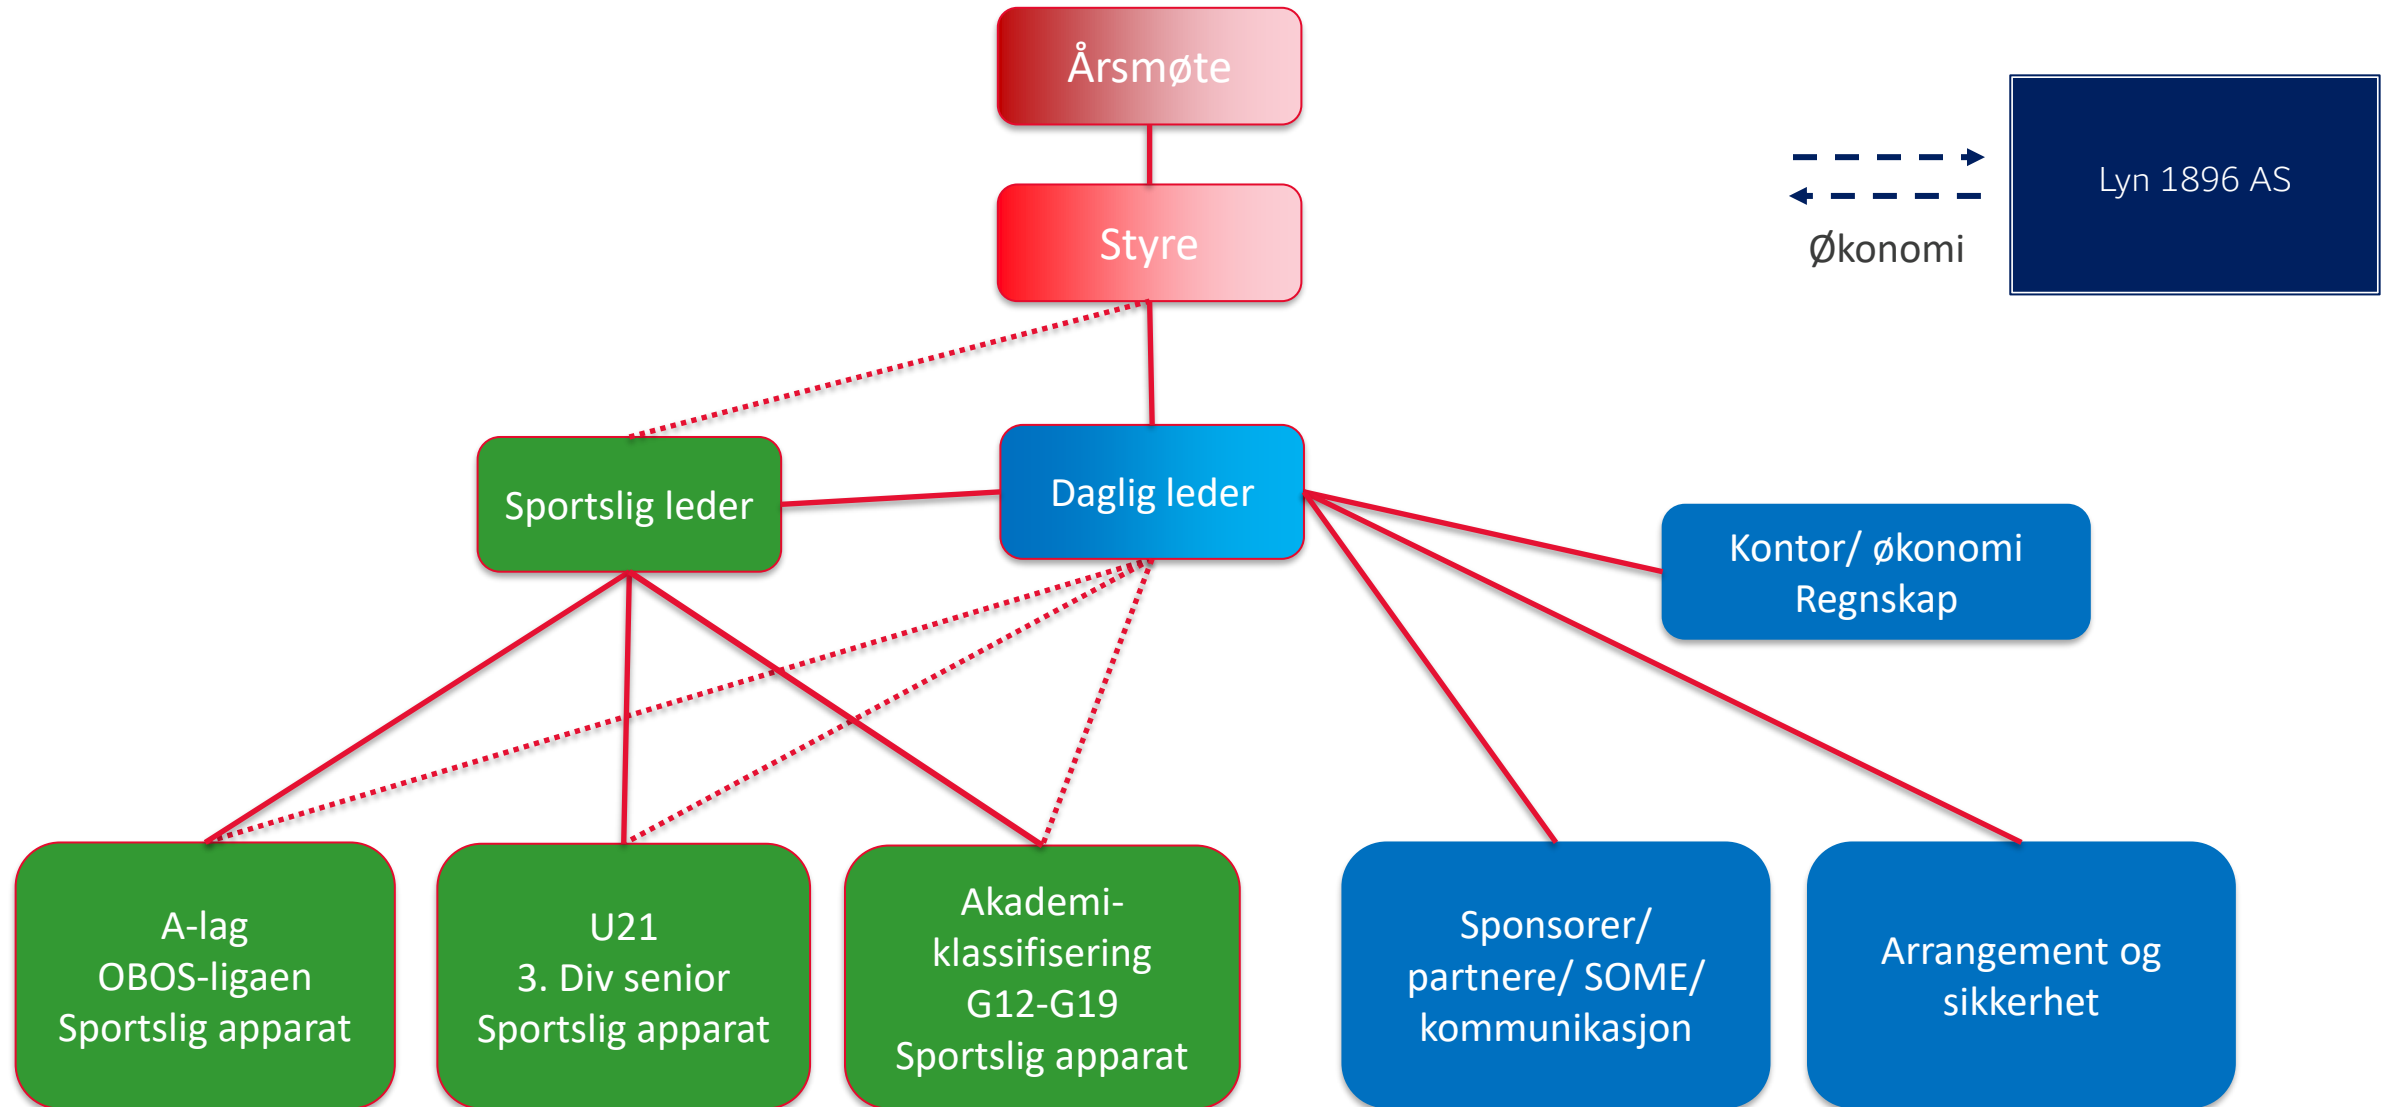 Årsmøte
Lyn 1896 AS
Styre
Økonomi
Sportslig leder
Daglig leder
Kontor/ økonomi
Regnskap
A-lag
OBOS-ligaen
Sportslig apparat
U21
3. Div senior
Sportslig apparat
Akademi-
klassifisering
G12-G19
Sportslig apparat
Sponsorer/
partnere/ SOME/
kommunikasjon
Arrangement og
sikkerhet